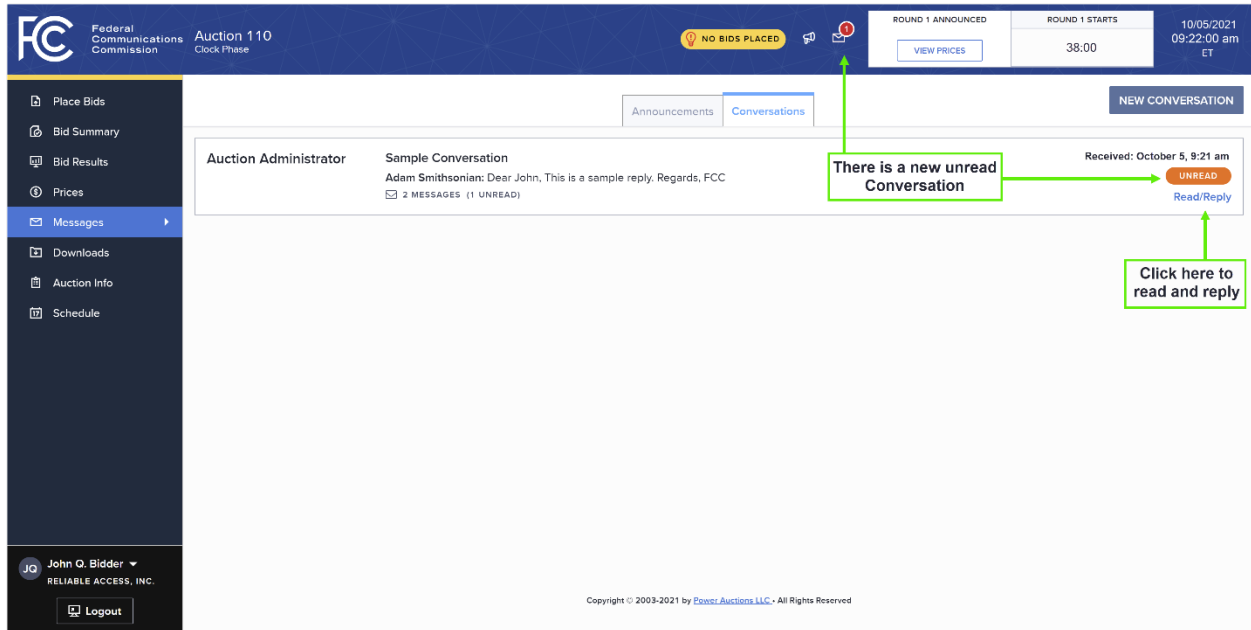 FCC
Federal
Communications
Commission
Auction 110
Clock Phase
NO BIDS PLACED
1
ROUND 1 ANNOUNCED
VIEW PRICES
ROUND 1 STARTS
38:00
10/05/2021
09:22:00 am
ET
Place Bids
Bid Summary
Bid Results
Prices
Messages
Downloads
Auction Info
17 Schedule
Announcements
Conversations
NEW CONVERSATION
Auction Administrator
Sample Conversation
Adam Smithsonian: Dear John, This is a sample reply. Regards, FCC
2 MESSAGES (1 UNREAD)
There is a new unread
Conversation
Received: October 5, 9:21 am
UNREAD
Read/Reply
Click here to
read and reply
JQ
John Q. Bidder
RELIABLE ACCESS, INC.
Logout
Copyright © 2003-2021 by Power Auctions LLC • All Rights Reserved